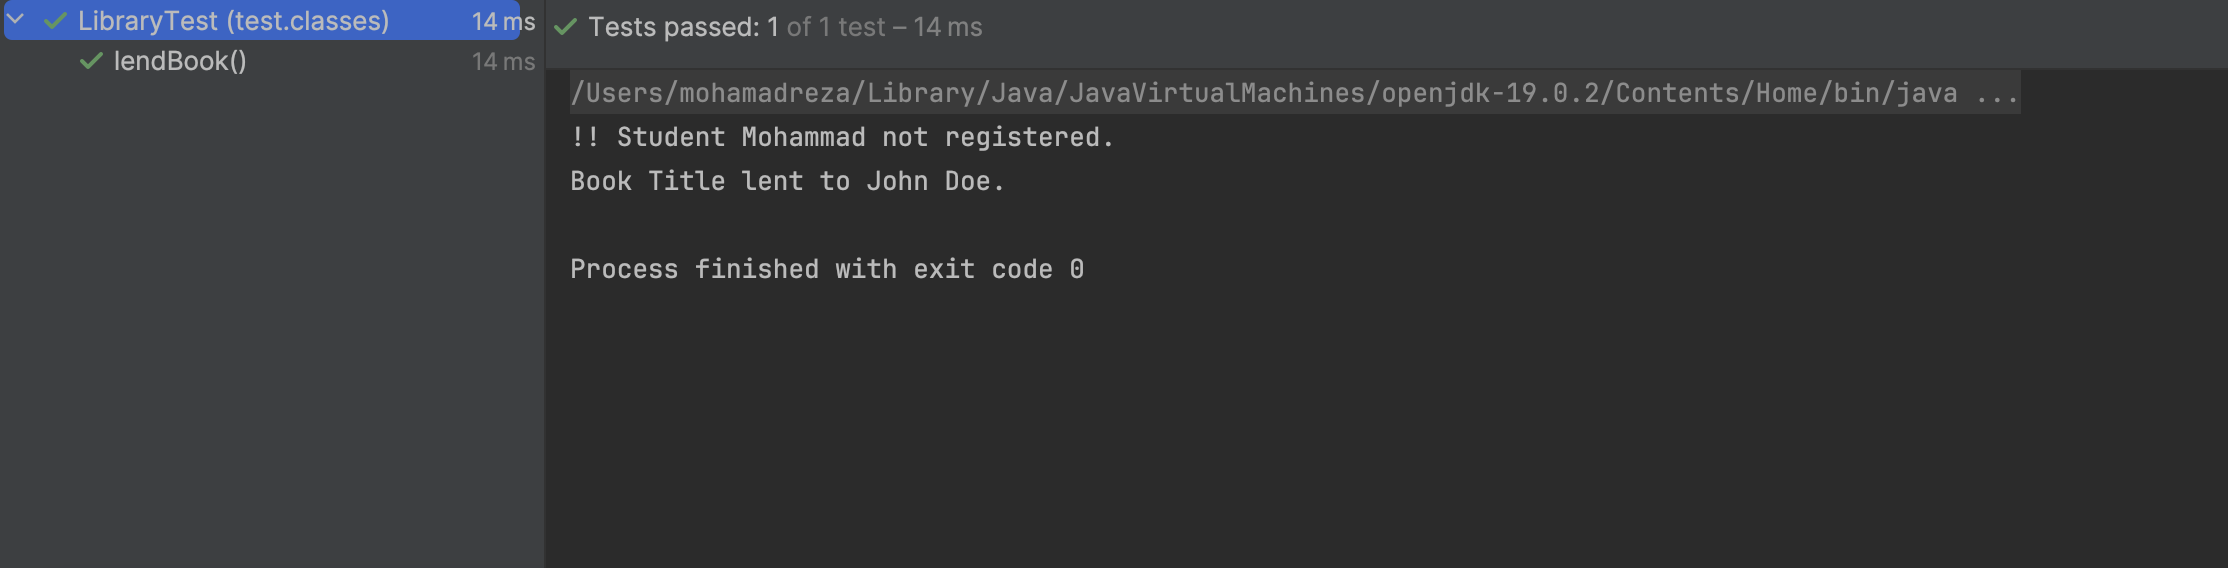 LibraryTest (test.classes) 14 ms
lendBook() 14 ms
Tests passed: 1 of 1 test – 14 ms
/Users/mohamadreza/Library/Java/JavaVirtualMachines/openjdk-19.0.2/Contents/Home/bin/java ...
!! Student Mohammad not registered.
Book Title lent to John Doe.
Process finished with exit code 0